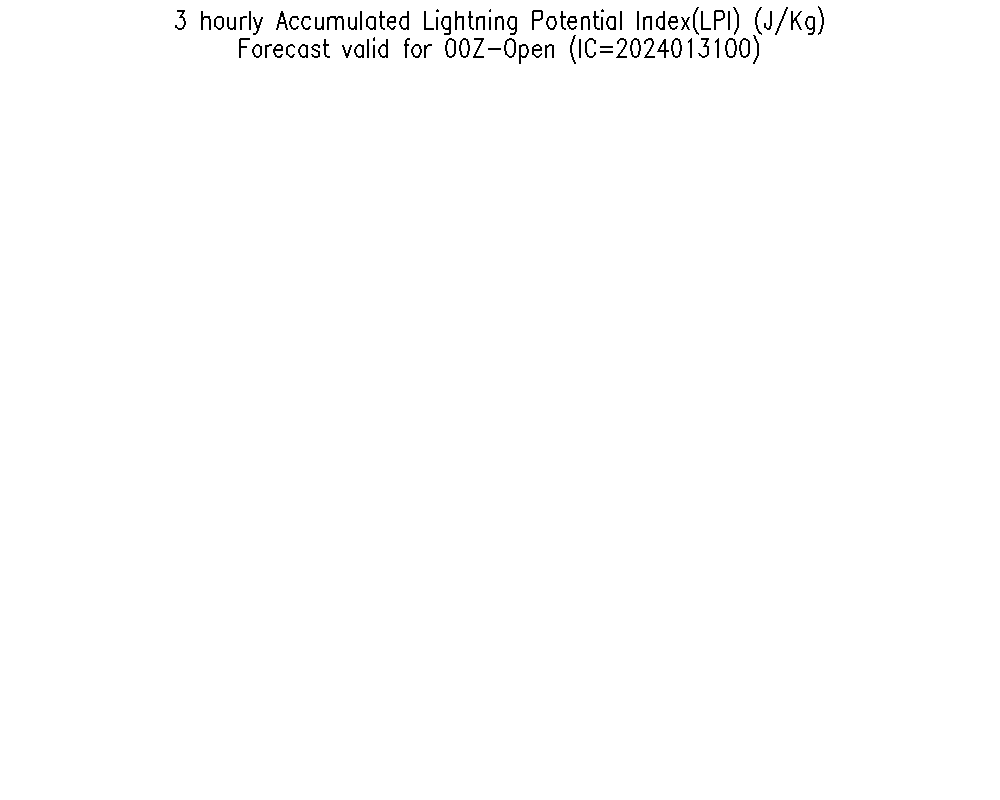 3 hourly Accumulated Lightning Potential Index(LPI) (J/Kg)
Forecast valid for 00Z-Open (IC=2024013100)